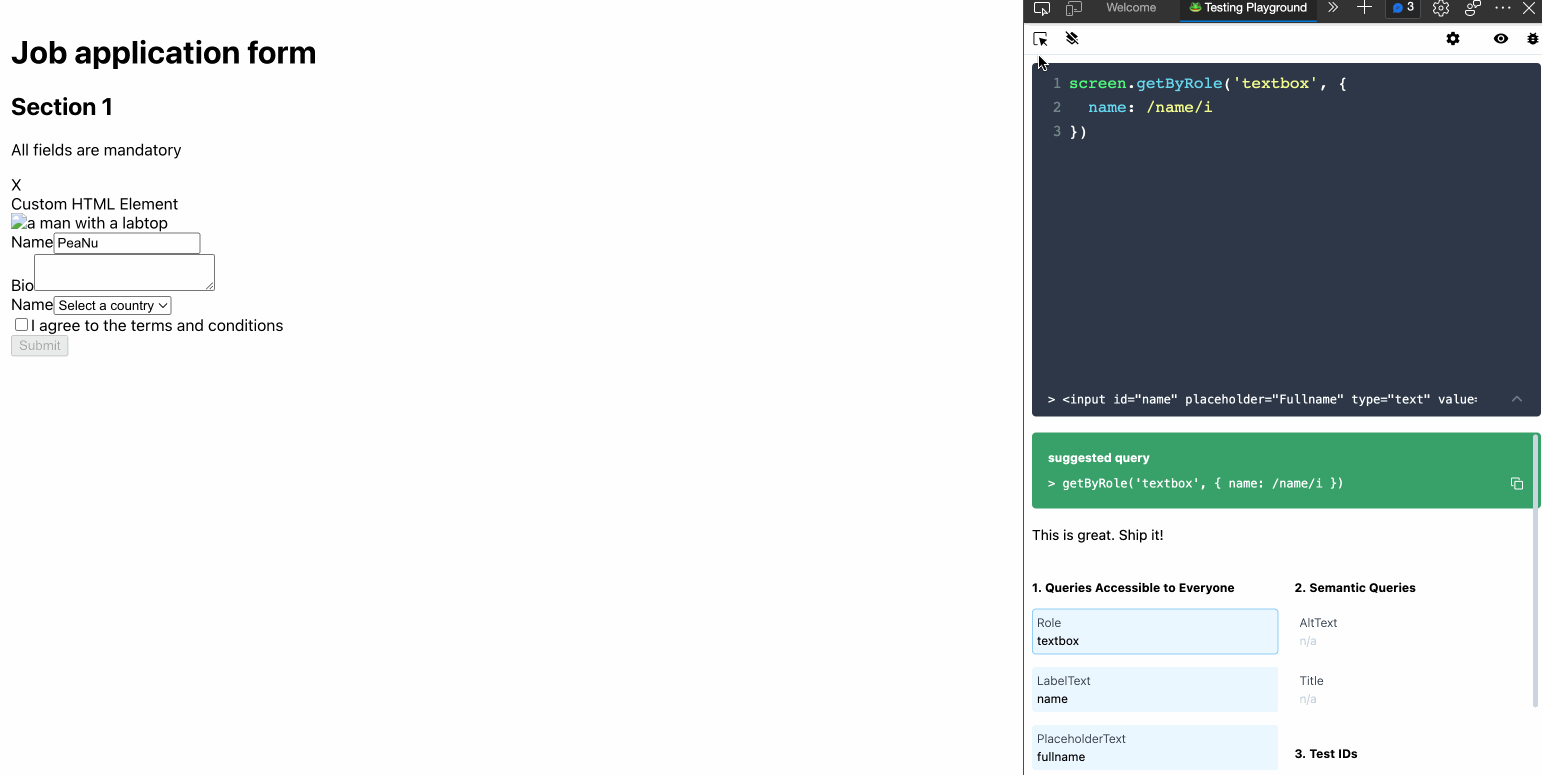 Job application form
Section 1
All fields are mandatory
X
Custom HTML Element
a man with a labtop
Name PeaNu
Bio
Name Select a country
I agree to the terms and conditions
Submit
Welcome
Testing Playground
3
1 screen.getByRole('textbox', {
2 name: /name/i
3 })
> <input id="name" placeholder="Fullname" type="text" value=
suggested query
> getByRole('textbox', { name: /name/i })
This is great. Ship it!
1. Queries Accessible to Everyone
Role
textbox
LabelText
name
PlaceholderText
fullname
2. Semantic Queries
AltText
n/a
Title
n/a
3. Test IDs